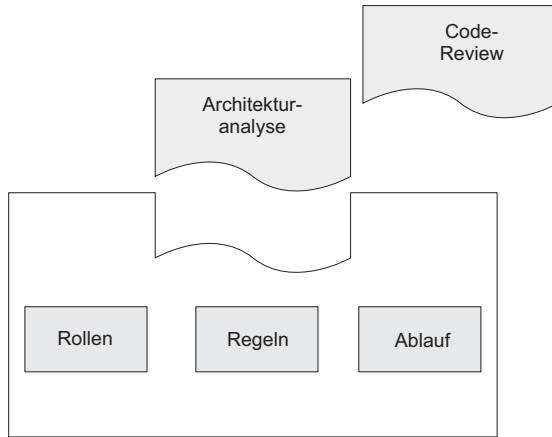 Code-
Review
Architektur-
analyse
Rollen
Regeln
Ablauf